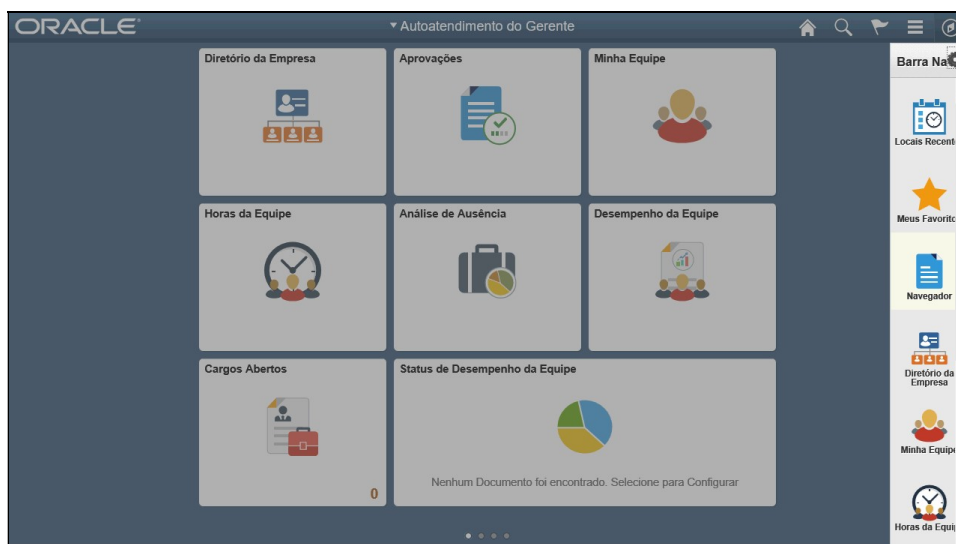 ORACLE
Autoatendimento do Gerente
Diretório da Empresa
Aprovações
Minha Equipe
Horas da Equipe
Análise de Ausência
Desempenho da Equipe
Cargos Abertos
0
Status de Desempenho da Equipe
Nenhum Documento foi encontrado. Selecione para Configurar
Barra Na
Locais Recent
Meus Favorito
Navegador
Diretório da
Empresa
Minha Equipe
Horas da Equi